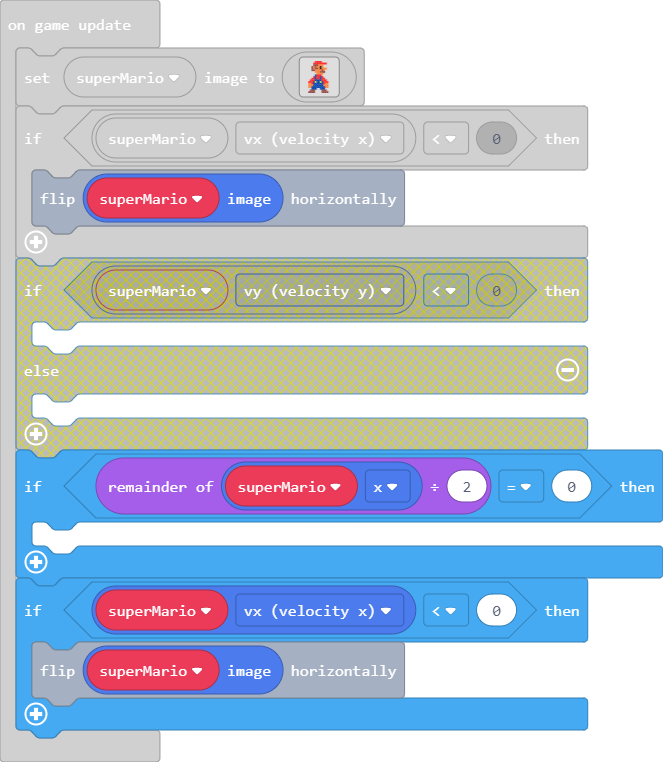 on game update
set superMario image to
if superMario vx (velocity x) < 0 then
flip superMario image horizontally
if superMario vy (velocity y) < 0 then
else
if remainder of superMario x ÷ 2 = 0 then
if superMario vx (velocity x) < 0 then
flip superMario image horizontally